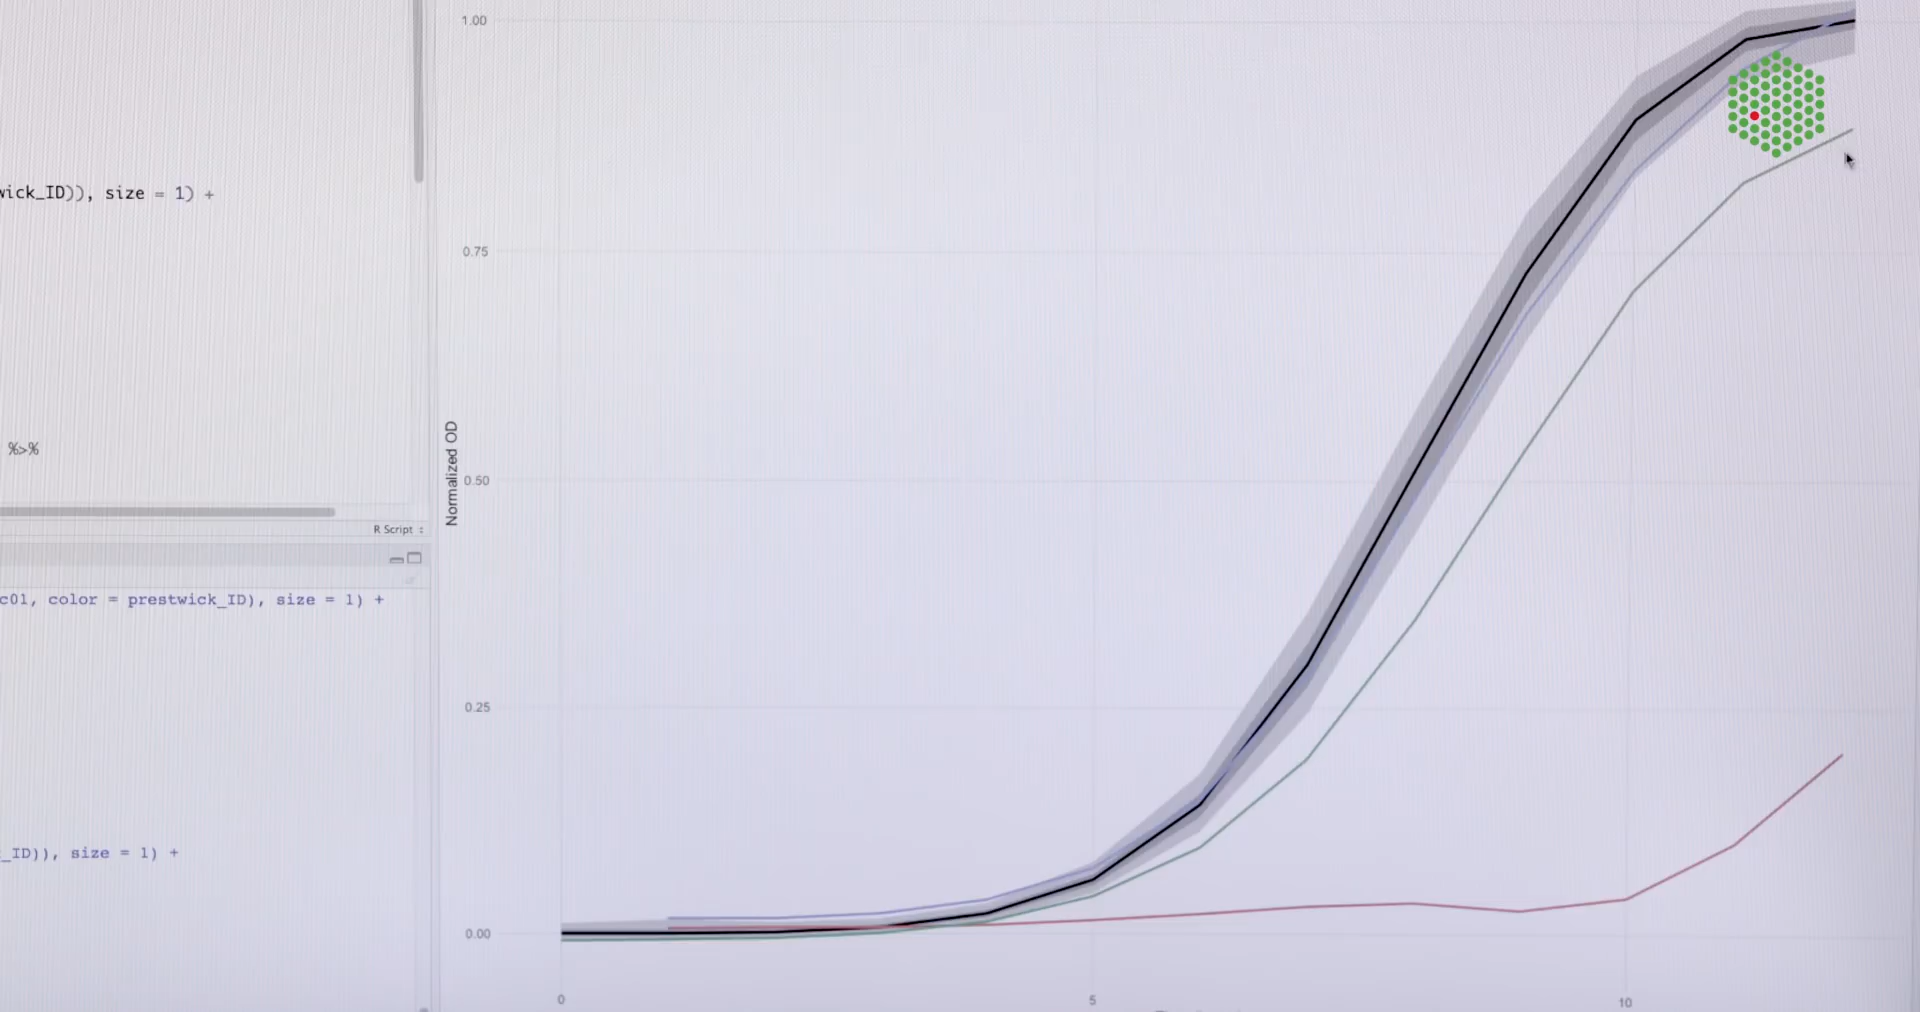 wick_ID)), size = 1) +
%>%
R Script
c01, color = prestwick_ID), size = 1) +
_ID)), size = 1) +
1.00
0.75
0.50
0.25
0.00
Normalized OD
0
5
10